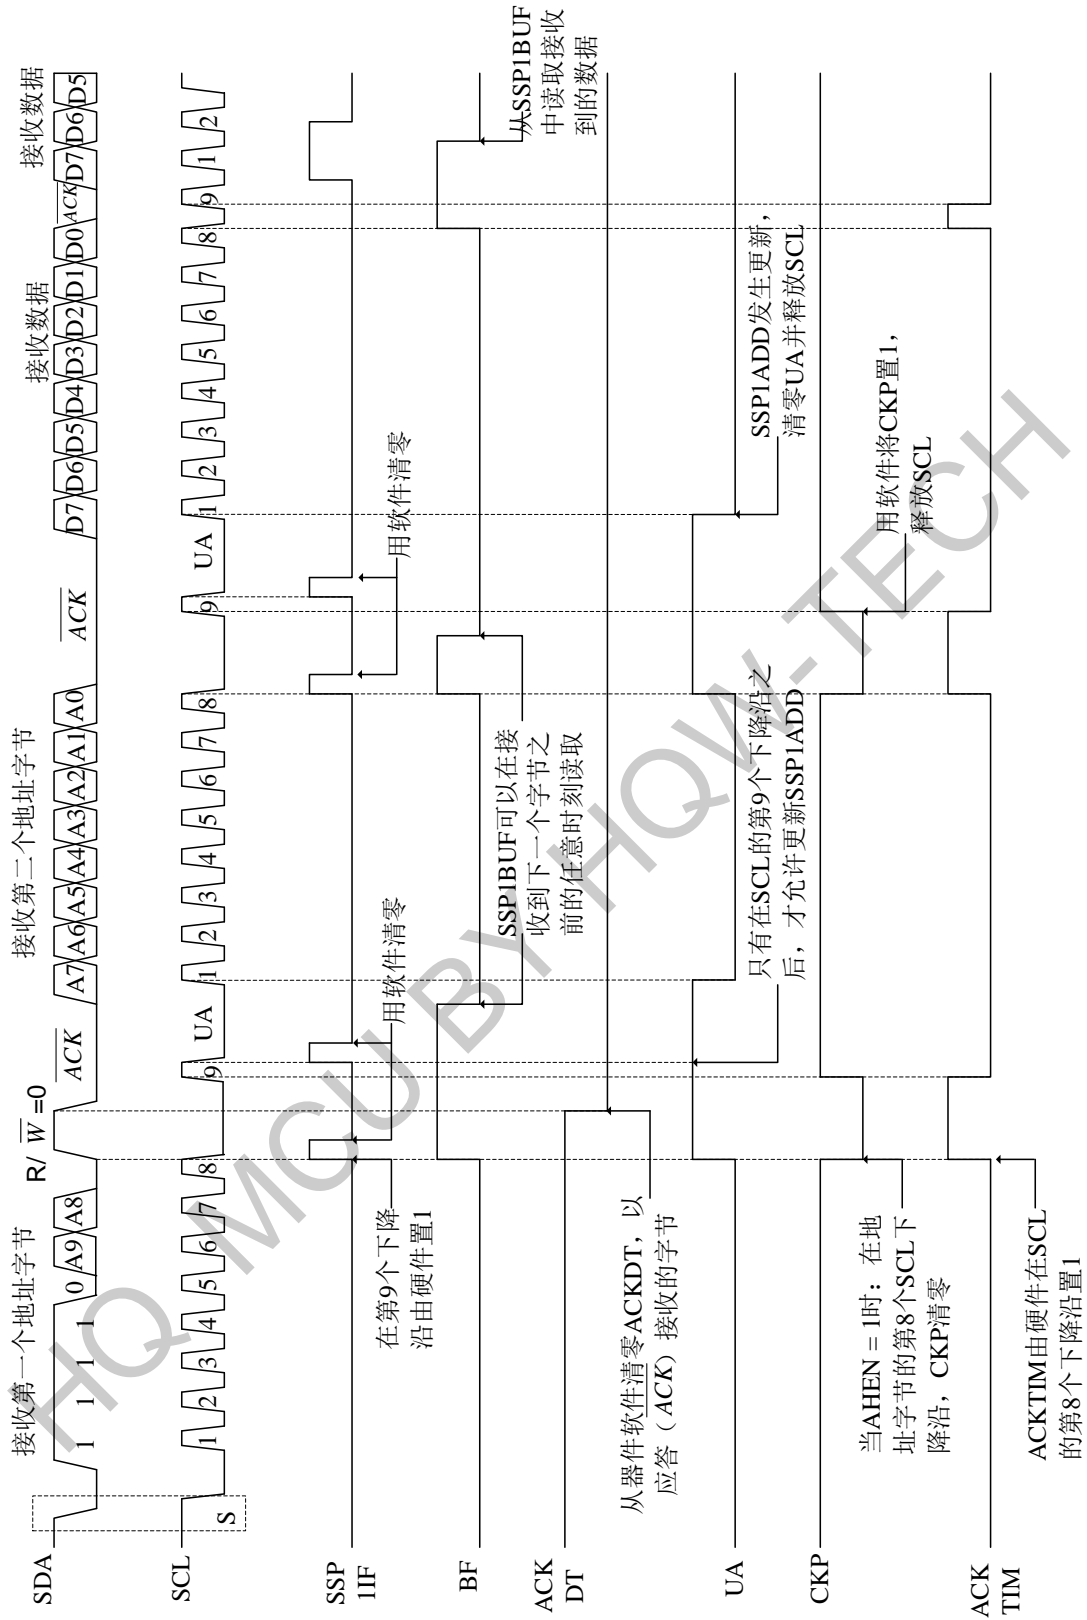 接收第一个地址字节
R/ W =0
接收第二个地址字节
接收数据
接收数据
SDA
1 1 1 1 0 A9 A8
ACK
A7 A6 A5 A4 A3 A2 A1 A0
ACK
D7 D6 D5 D4 D3 D2 D1 D0 ACK D7 D6 D5
SCL
S
1 2 3 4 5 6 7 8 9 UA 1 2 3 4 5 6 7 8 9 UA 1 2 3 4 5 6 7 8 9 1 2
SSP
1IF
在第9个下降
沿由硬件置1
用软件清零
用软件清零
BF
SSP1BUF可以在接
收到下一个字节之
前的任意时刻读取
从SSP1BUF
中读取接收
到的数据
ACK
DT
从器件软件清零ACKDT，以
应答（ACK）接收的字节
UA
只有在SCL的第9个下降沿之
后，才允许更新SSP1ADD
SSP1ADD发生更新，
清零UA并释放SCL
CKP
当AHEN = 1时：在地
址字节的第8个SCL下
降沿，CKP清零
用软件将CKP置1，
释放SCL
ACK
TIM
ACKTIM由硬件在SCL
的第8个下降沿置1
HQ MCU BY HQW-TECH